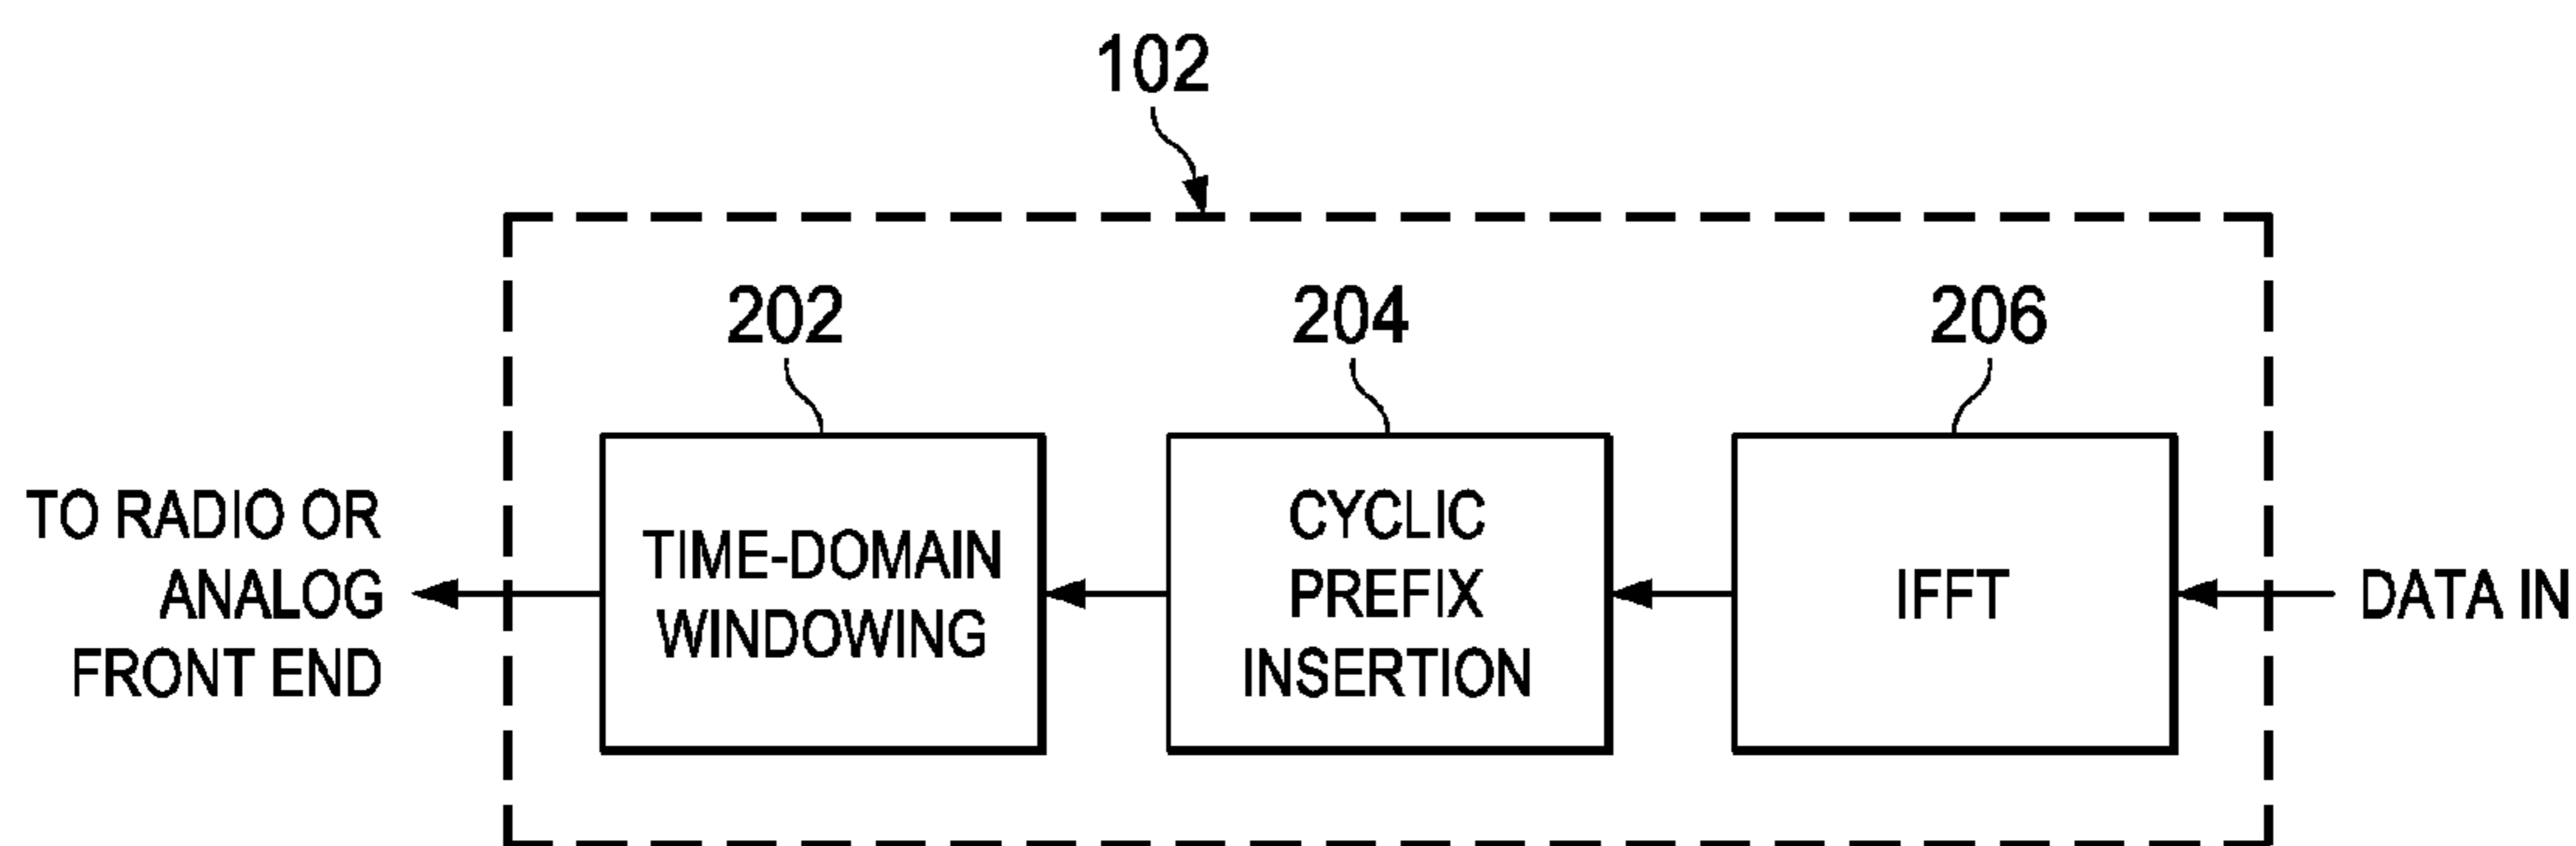 102
202
204
206
TO RADIO OR
ANALOG
FRONT END
TIME-DOMAIN
WINDOWING
CYCLIC
PREFIX
INSERTION
IFFT
DATA IN